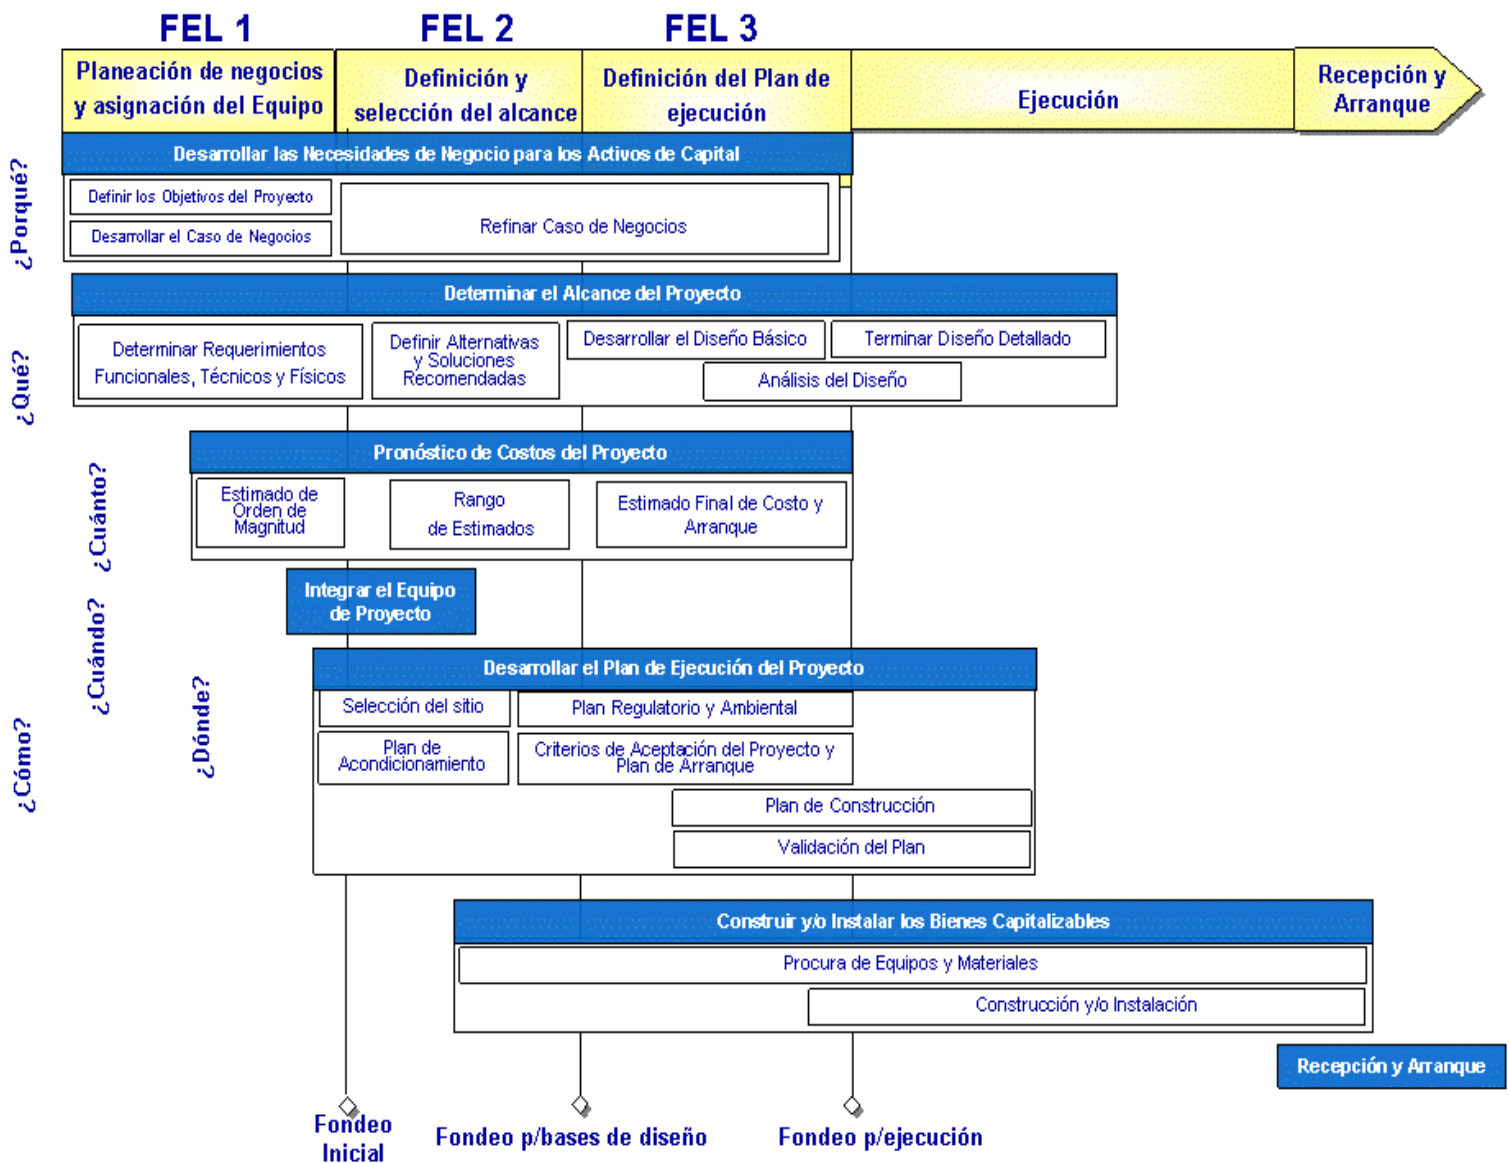 FEL 1
FEL 2
FEL 3
Planeación de negocios
y asignación del Equipo
Definición y
selección del alcance
Definición del Plan de
ejecución
Ejecución
Recepción y
Arranque
¿Porqué?
Desarrollar las Necesidades de Negocio para los Activos de Capital
Definir los Objetivos del Proyecto
Desarrollar el Caso de Negocios
Refinar Caso de Negocios
¿Qué?
Determinar el Alcance del Proyecto
Determinar Requerimientos
Funcionales, Técnicos y Físicos
Definir Alternativas
y Soluciones
Recomendadas
Desarrollar el Diseño Básico
Terminar Diseño Detallado
Análisis del Diseño
¿Cuánto?
Pronóstico de Costos del Proyecto
Estimado de
Orden de
Magnitud
Rango
de Estimados
Estimado Final de Costo y
Arranque
¿Cuándo?
Integrar el Equipo
de Proyecto
¿Cómo?
¿Dónde?
Desarrollar el Plan de Ejecución del Proyecto
Selección del sitio
Plan Regulatorio y Ambiental
Plan de
Acondicionamiento
Criterios de Aceptación del Proyecto y
Plan de Arranque
Plan de Construcción
Validación del Plan
Construir y/o Instalar los Bienes Capitalizables
Procura de Equipos y Materiales
Construcción y/o Instalación
Recepción y Arranque
Fondeo
Inicial
Fondeo p/bases de diseño
Fondeo p/ejecución